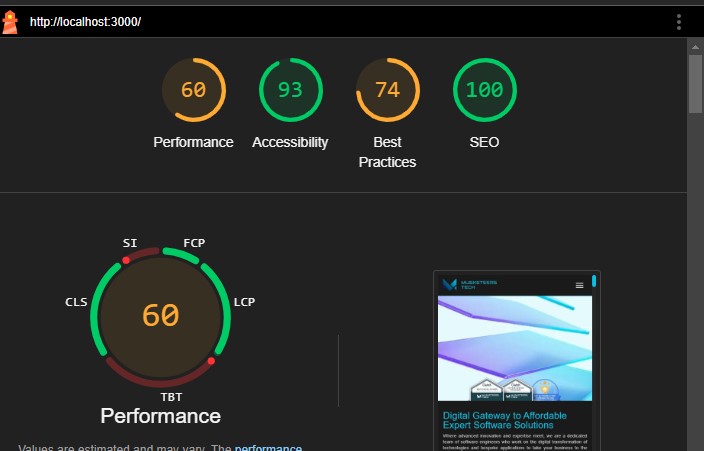 http://localhost:3000/
60
93
74
100
Performance
Accessibility
Best
Practices
SEO
SI
FCP
CLS
LCP
60
TBT
Performance
Values are estimated and may vary. The performance
MUSKETEERS
TECH
Digital Gateway to Affordable
Expert Software Solutions
Where advanced innovation and expertise meet, we are a dedicated
team of software engineers who work on the digital transformation of
technologies and bespoke applications to take your business to the